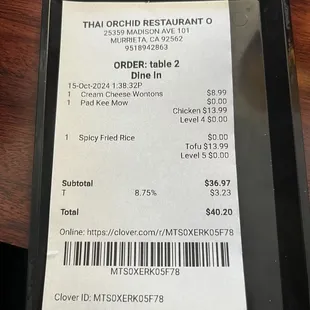 THAI ORCHID RESTAURANT O
25359 MADISON AVE 101
MURRIETA, CA 92562
9518942863
ORDER: table 2
Dine In
15-Oct-2024 1:38:32P
1 Cream Cheese Wontons $8.99
1 Pad Kee Mow $0.00
Chicken $13.99
Level 4 $0.00
1 Spicy Fried Rice $0.00
Tofu $13.99
Level 5 $0.00
Subtotal $36.97
T 8.75% $3.23
Total $40.20
Online: https://clover.com/r/MTS0XERK05F78
MTS0XERK05F78
Clover ID: MTS0XERK05F78